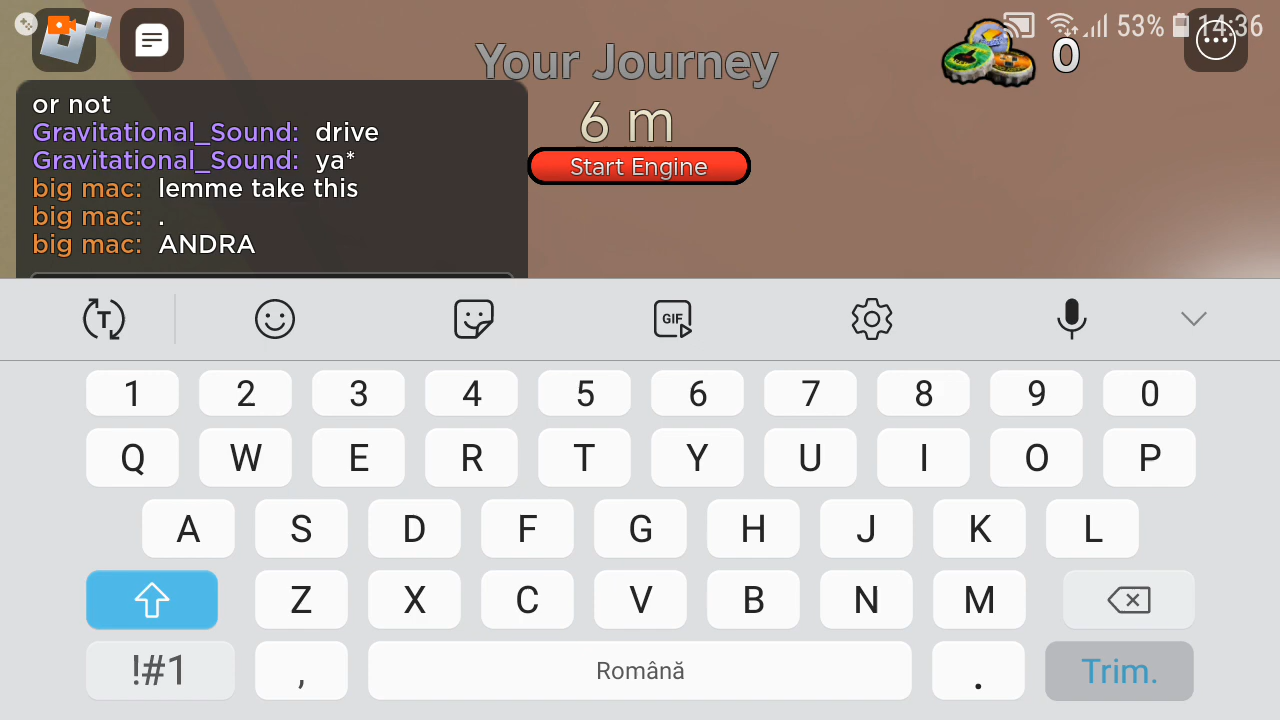 53% 14:36
Your Journey
0
6 m
Start Engine
or not
Gravitational_Sound: drive
Gravitational_Sound: ya*
big mac: lemme take this
big mac: .
big mac: ANDRA
T
GIF
1 2 3 4 5 6 7 8 9 0
Q W E R T Y U I O P
A S D F G H J K L
Z X C V B N M
!#1 , Română . Trim.